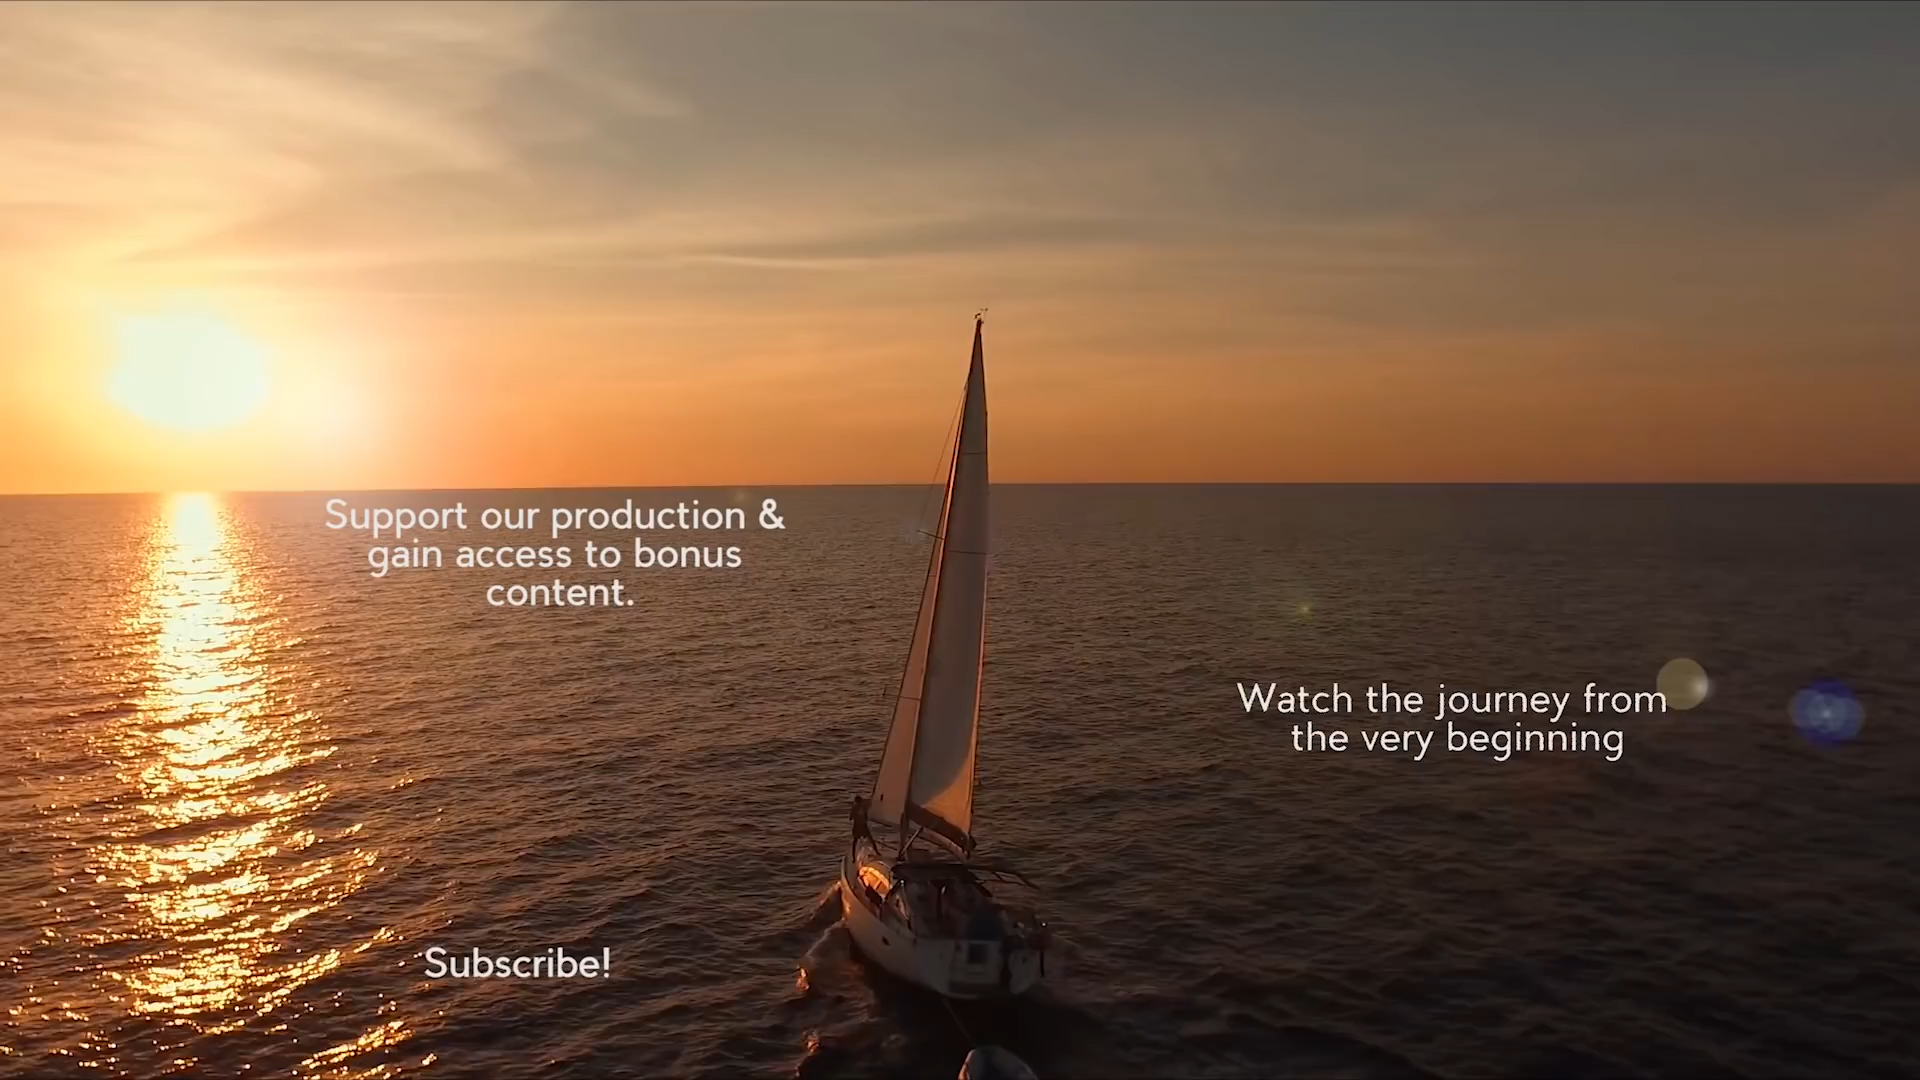 Support our production &
gain access to bonus
content.
Watch the journey from
the very beginning
Subscribe!